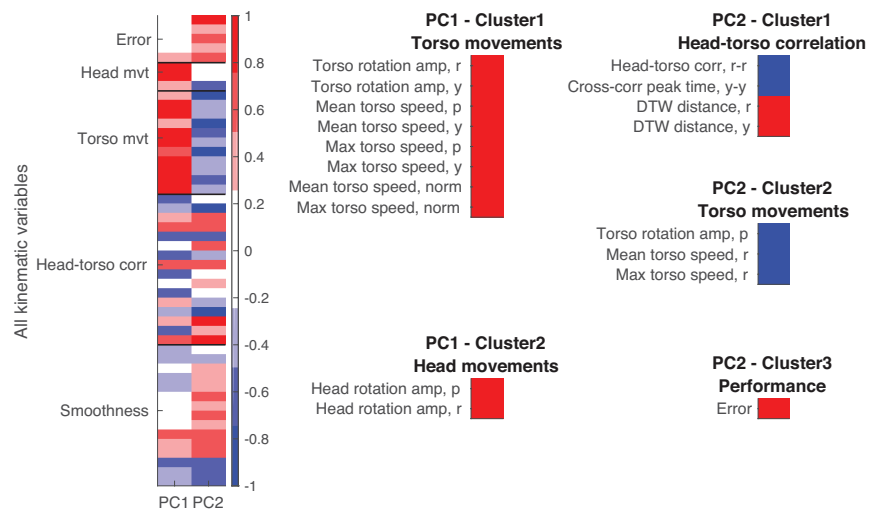 All kinematic variables
Error
Head mvt
Torso mvt
Head-torso corr
Smoothness
PC1 PC2
1
0.8
0.6
0.4
0.2
0
-0.2
-0.4
-0.6
-0.8
-1
PC1 - Cluster1
Torso movements
Torso rotation amp, r
Torso rotation amp, y
Mean torso speed, p
Mean torso speed, y
Max torso speed, p
Max torso speed, y
Mean torso speed, norm
Max torso speed, norm
PC1 - Cluster2
Head movements
Head rotation amp, p
Head rotation amp, r
PC2 - Cluster1
Head-torso correlation
Head-torso corr, r-r
Cross-corr peak time, y-y
DTW distance, r
DTW distance, y
PC2 - Cluster2
Torso movements
Torso rotation amp, p
Mean torso speed, r
Max torso speed, r
PC2 - Cluster3
Performance
Error